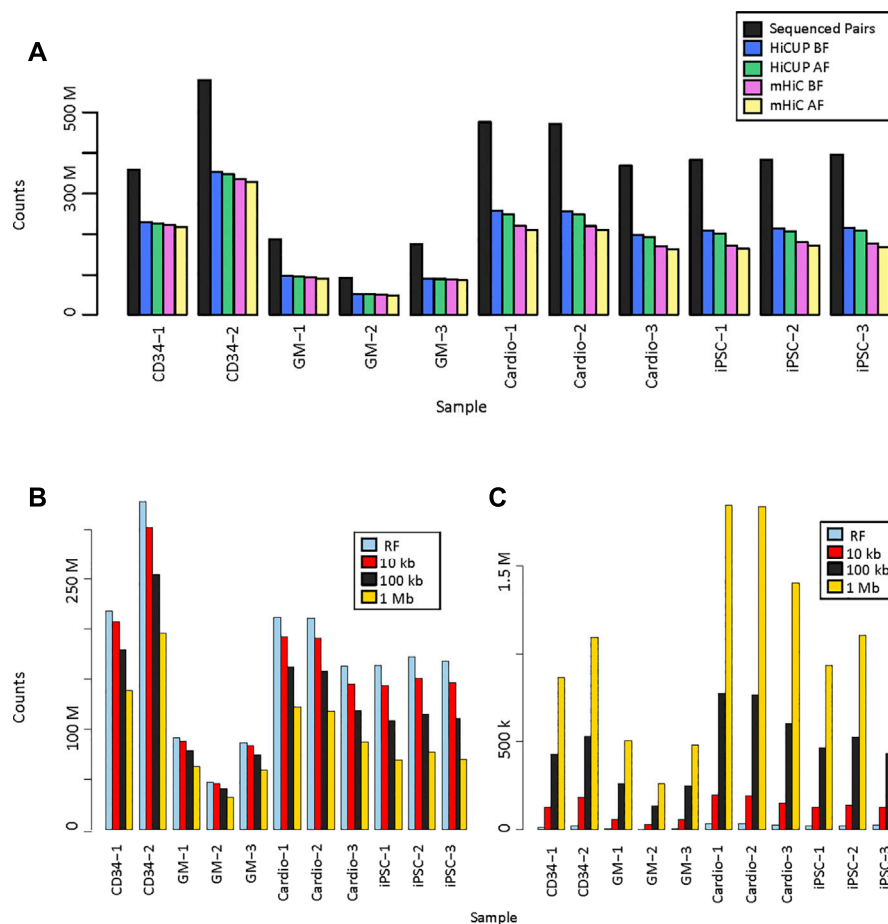 A
Sequenced Pairs
HiCUP BF
HiCUP AF
mHiC BF
mHiC AF
Counts
500 M
300 M
0
CD34-1
CD34-2
GM-1
GM-2
GM-3
Cardio-1
Cardio-2
Cardio-3
iPSC-1
iPSC-2
iPSC-3
Sample
B
RF
10 kb
100 kb
1 Mb
Counts
250 M
100 M
0
CD34-1
CD34-2
GM-1
GM-2
GM-3
Cardio-1
Cardio-2
Cardio-3
iPSC-1
iPSC-2
iPSC-3
C
RF
10 kb
100 kb
1 Mb
1.5 M
500 k
0
CD34-1
CD34-2
GM-1
GM-2
GM-3
Cardio-1
Cardio-2
Cardio-3
iPSC-1
iPSC-2
iPSC-3
Sample